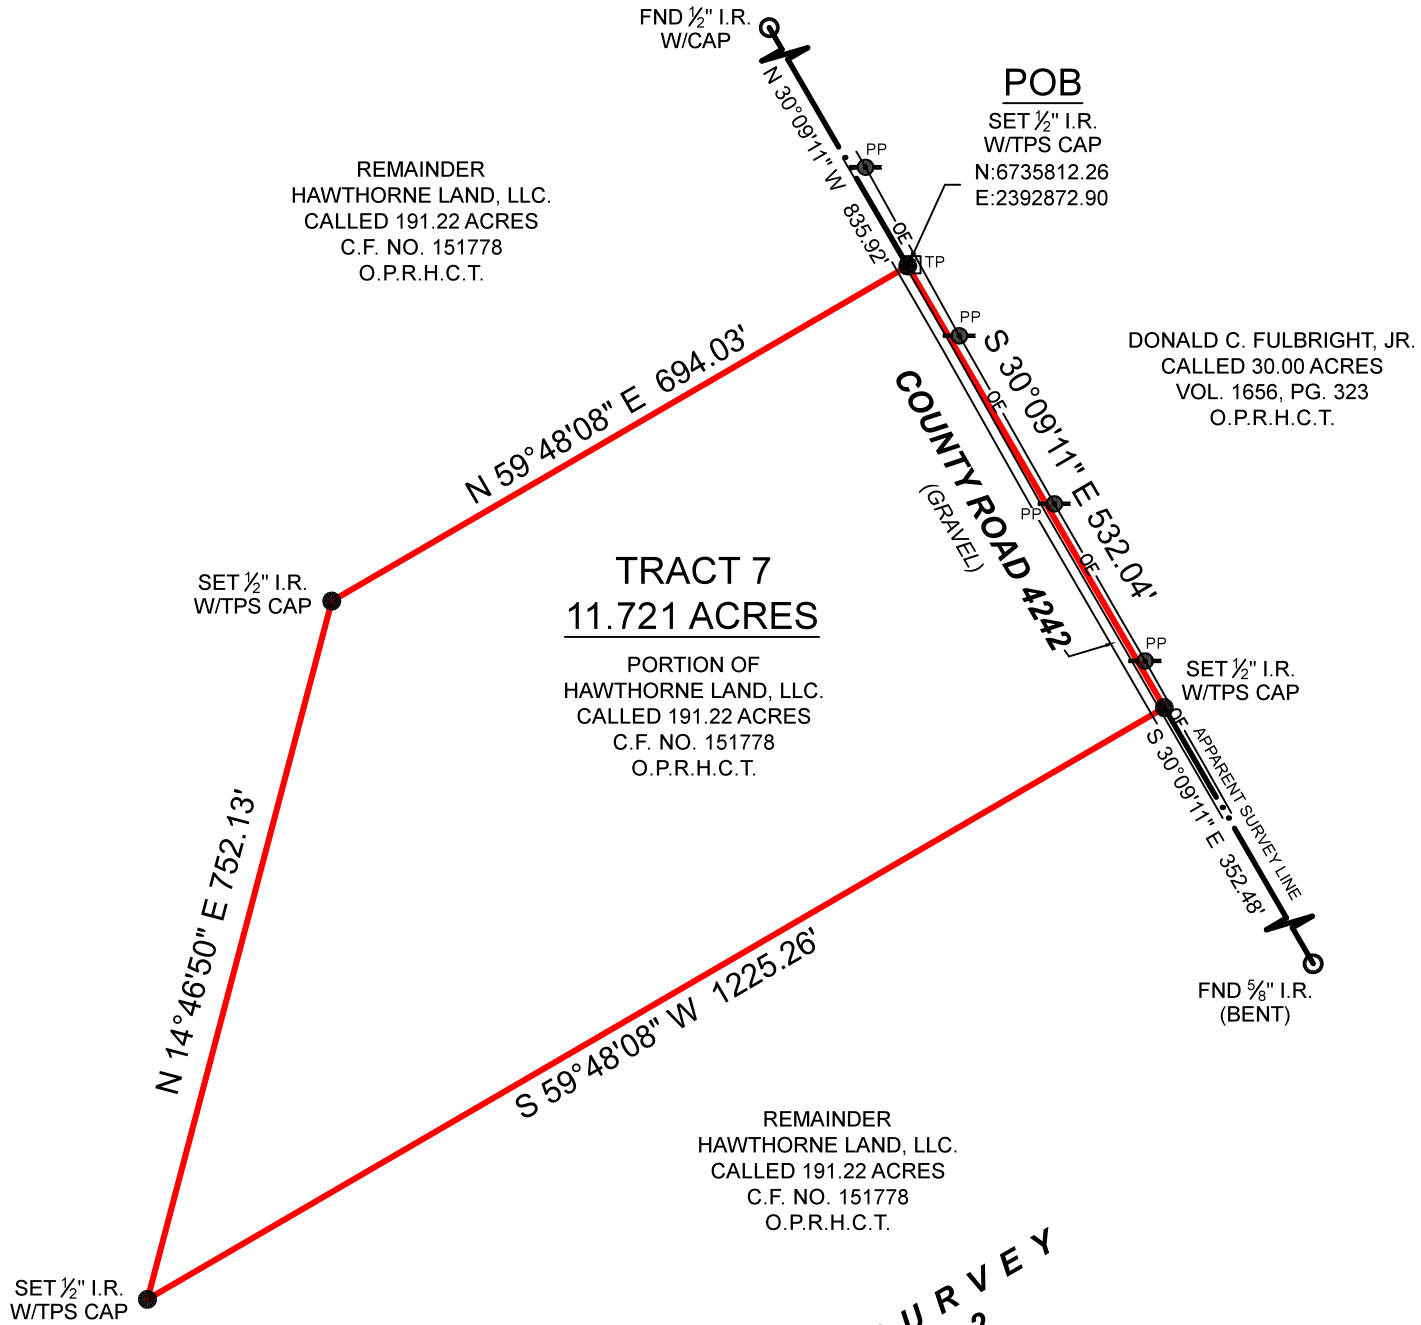 FND ½" I.R.
W/CAP
N 30°09'11" W  835.92'
POB
SET ½" I.R.
W/TPS CAP
N:6735812.26
E:2392872.90
PP
OE
TP
REMAINDER
HAWTHORNE LAND, LLC.
CALLED 191.22 ACRES
C.F. NO. 151778
O.P.R.H.C.T.
PP
DONALD C. FULBRIGHT, JR.
CALLED 30.00 ACRES
VOL. 1656, PG. 323
O.P.R.H.C.T.
N 59°48'08" E  694.03'
S 30°09'11" E 532.04'
OE
COUNTY ROAD 4242
(GRAVEL)
PP
OE
SET ½" I.R.
W/TPS CAP
TRACT 7
11.721 ACRES
PORTION OF
HAWTHORNE LAND, LLC.
CALLED 191.22 ACRES
C.F. NO. 151778
O.P.R.H.C.T.
PP
SET ½" I.R.
W/TPS CAP
OE
APPARENT SURVEY LINE
S 30°09'11" E  352.48'
N 14°46'50" E 752.13'
S 59°48'08" W  1225.26'
FND ⅝" I.R.
(BENT)
REMAINDER
HAWTHORNE LAND, LLC.
CALLED 191.22 ACRES
C.F. NO. 151778
O.P.R.H.C.T.
SET ½" I.R.
W/TPS CAP
URVEY